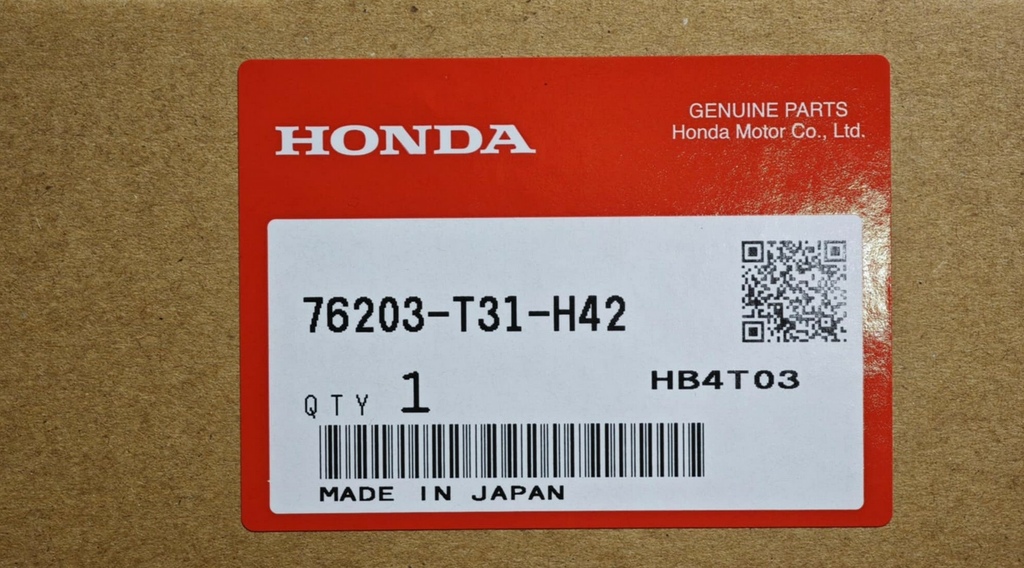 HONDA
GENUINE PARTS
Honda Motor Co., Ltd.
76203-T31-H42
HB4T03
QTY 1
MADE IN JAPAN